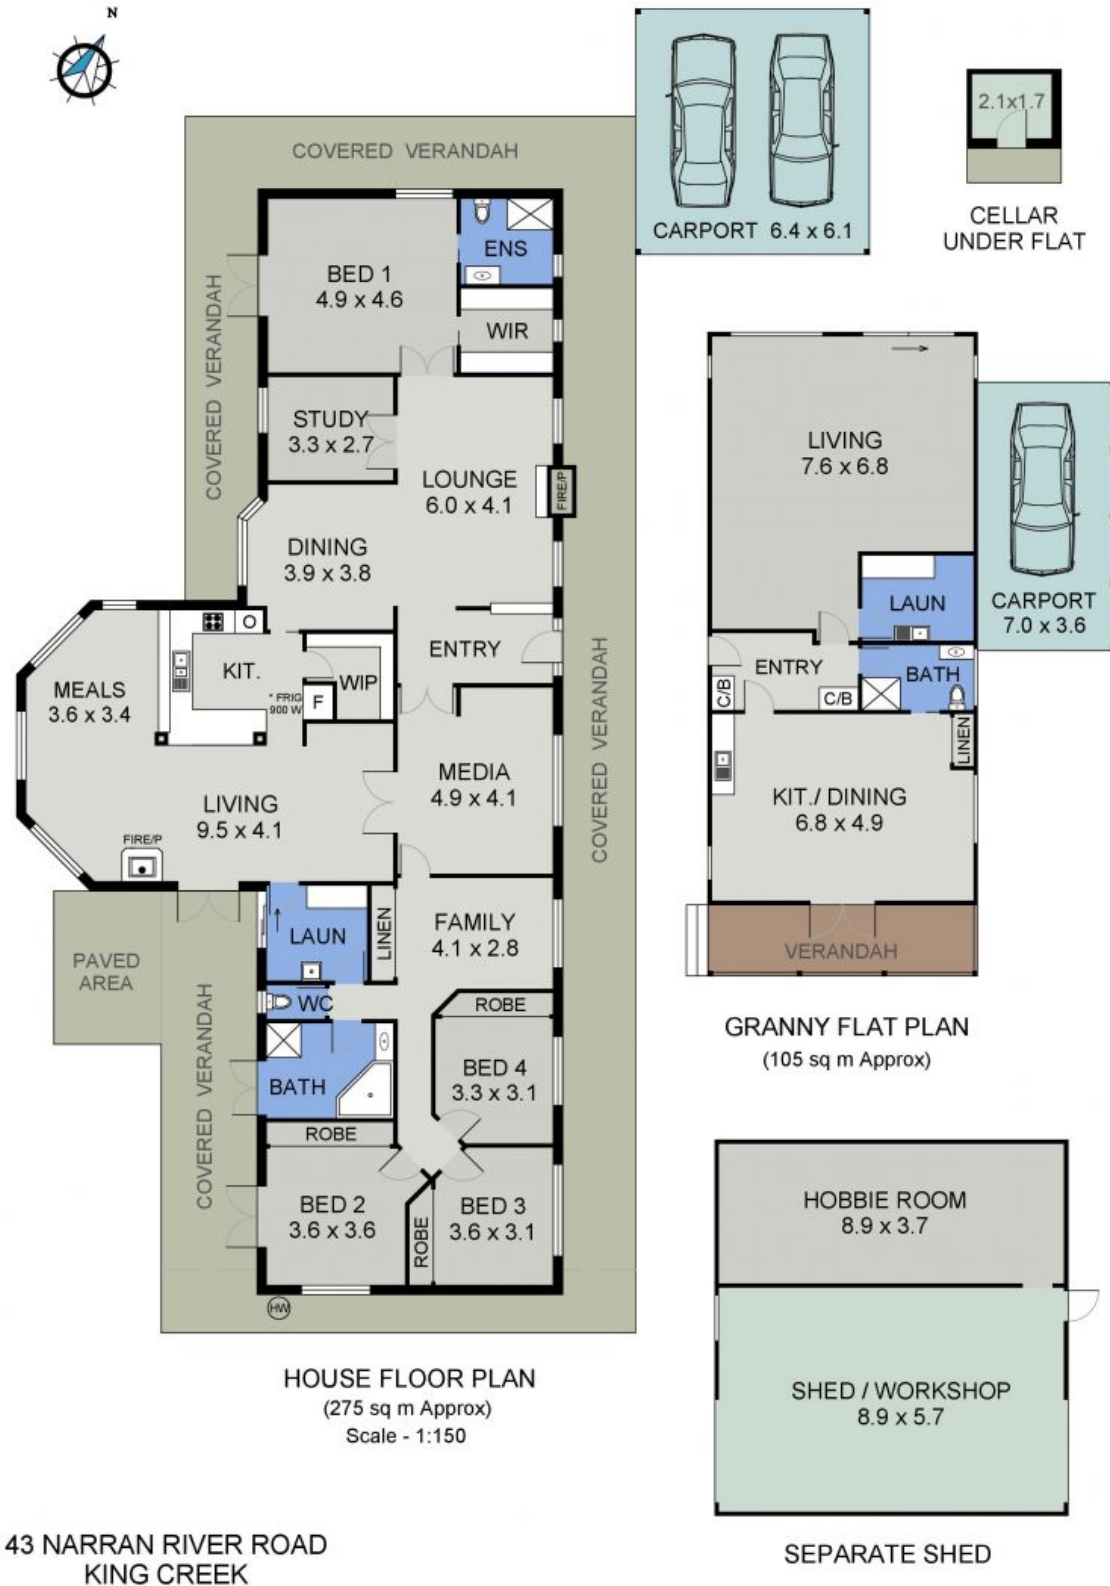 N
COVERED VERANDAH
CARPORT 6.4 x 6.1
2.1x1.7
CELLAR
UNDER FLAT
COVERED VERANDAH
BED 1
4.9 x 4.6
ENS
WIR
STUDY
3.3 x 2.7
LOUNGE
6.0 x 4.1
FIRE/P
DINING
3.9 x 3.8
ENTRY
KIT.
WIP
* FRIG
900 W
F
MEALS
3.6 x 3.4
COVERED VERANDAH
MEDIA
4.9 x 4.1
LIVING
9.5 x 4.1
FIRE/P
LAUN
LINEN
FAMILY
4.1 x 2.8
PAVED
AREA
WC
COVERED VERANDAH
BATH
ROBE
BED 4
3.3 x 3.1
ROBE
BED 2
3.6 x 3.6
ROBE
BED 3
3.6 x 3.1
HW
HOUSE FLOOR PLAN
(275 sq m Approx)
Scale - 1:150
LIVING
7.6 x 6.8
LAUN
CARPORT
7.0 x 3.6
ENTRY
BATH
C/B
C/B
LINEN
KIT./ DINING
6.8 x 4.9
VERANDAH
GRANNY FLAT PLAN
(105 sq m Approx)
HOBBIE ROOM
8.9 x 3.7
SHED / WORKSHOP
8.9 x 5.7
SEPARATE SHED
43 NARRAN RIVER ROAD
KING CREEK